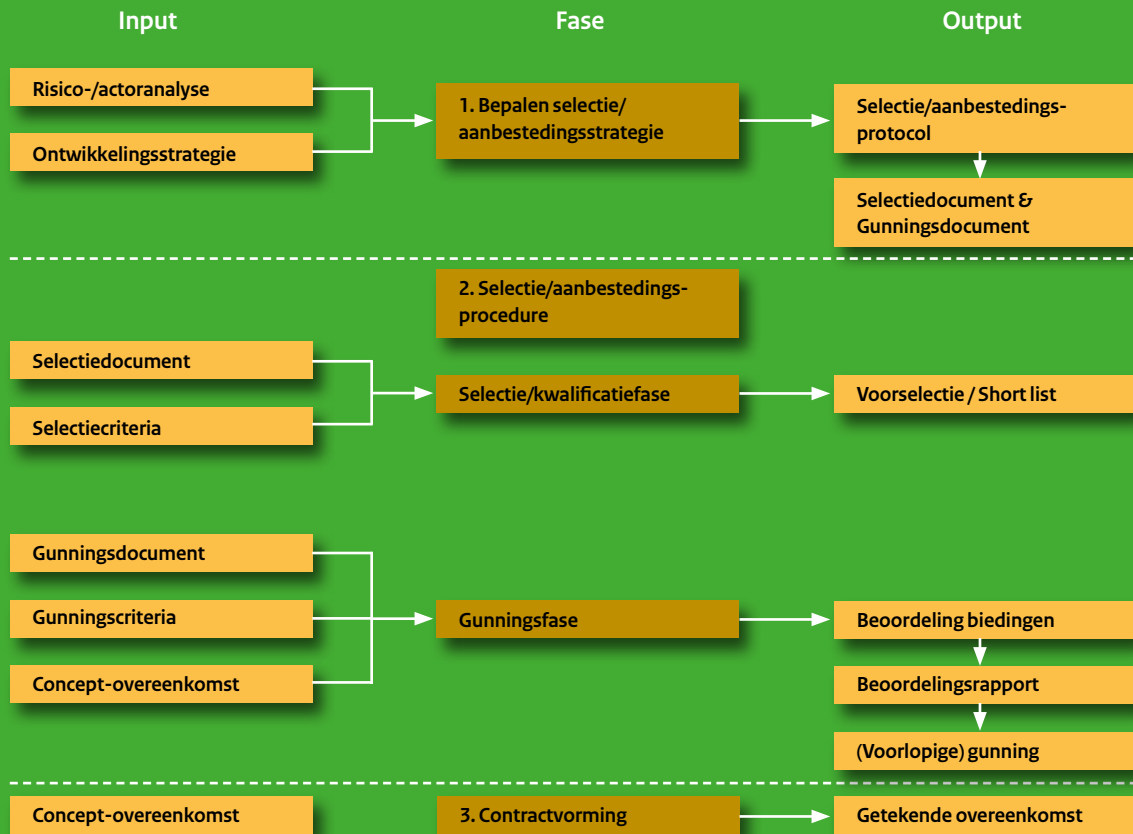 Input
Fase
Output
Risico-/actoranalyse
Ontwikkelingsstrategie
1. Bepalen selectie/
aanbestedingsstrategie
Selectie/aanbestedings-
protocol
Selectiedocument &
Gunningsdocument
2. Selectie/aanbestedings-
procedure
Selectiedocument
Selectiecriteria
Selectie/kwalificatiefase
Voorselectie / Short list
Gunningsdocument
Gunningscriteria
Concept-overeenkomst
Gunningsfase
Beoordeling biedingen
Beoordelingsrapport
(Voorlopige) gunning
Concept-overeenkomst
3. Contractvorming
Getekende overeenkomst